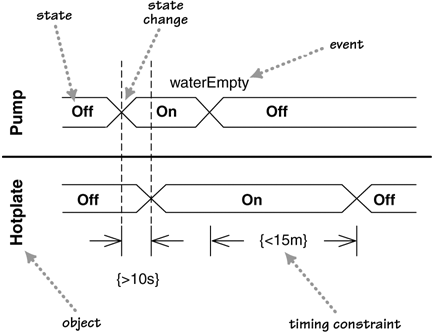 state
state
change
event
waterEmpty
Pump
Off
On
Off
Hotplate
Off
On
Off
{>10s}
{<15m}
object
timing constraint